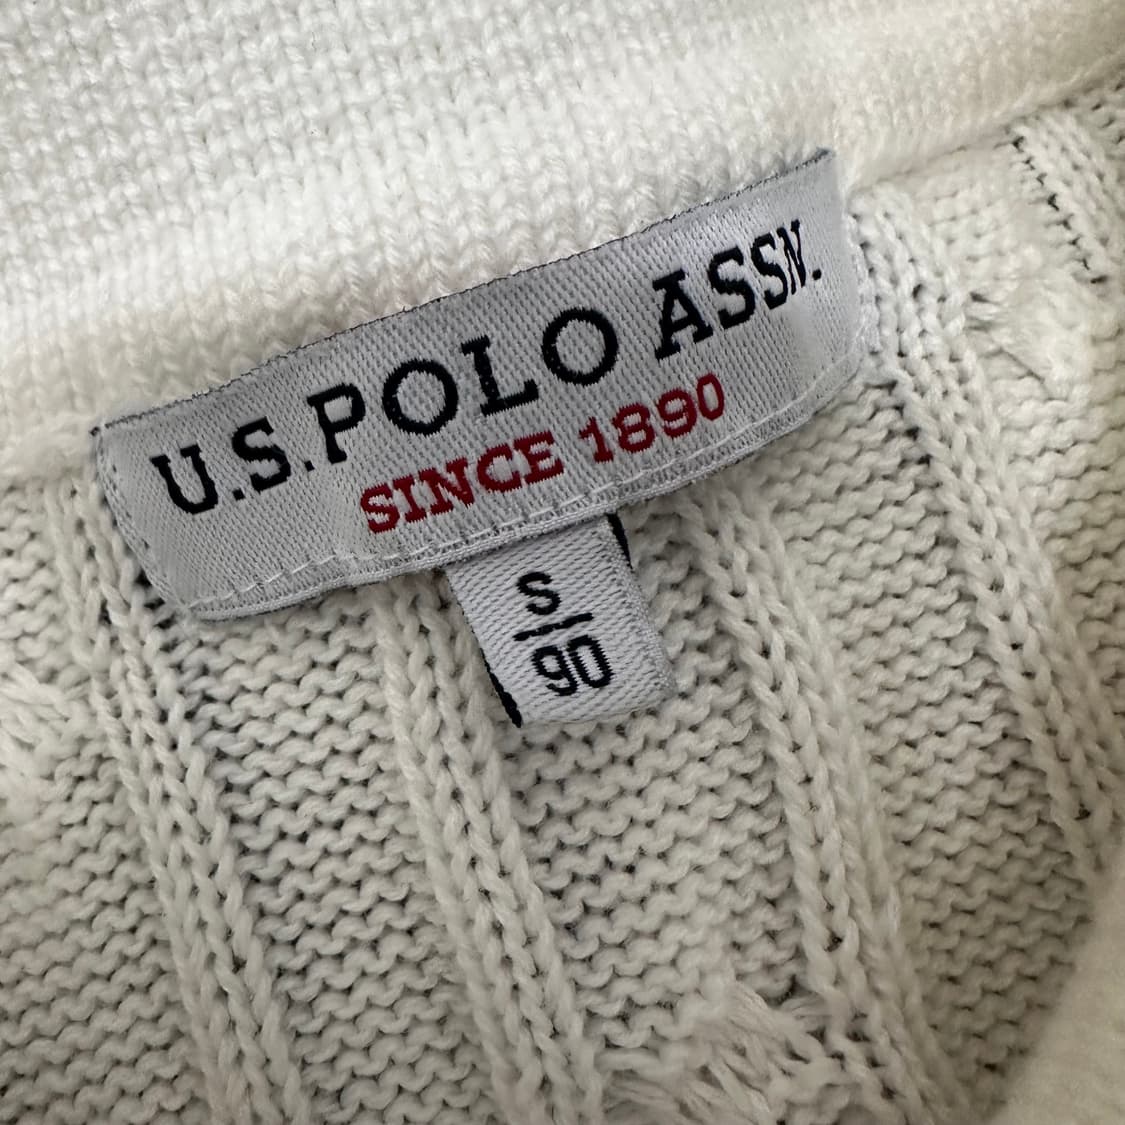 U.S. POLO ASSN.
SINCE 1890
S
90